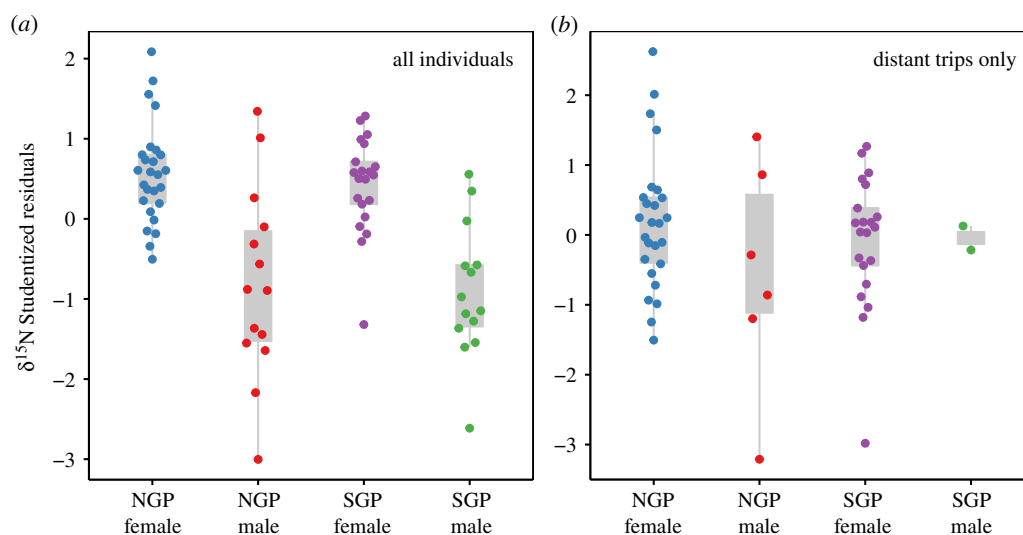 (a)
all individuals
δ¹⁵N Studentized residuals
2
1
0
−1
−2
−3
NGP female
NGP male
SGP female
SGP male
(b)
distant trips only
2
1
0
−1
−2
−3
NGP female
NGP male
SGP female
SGP male